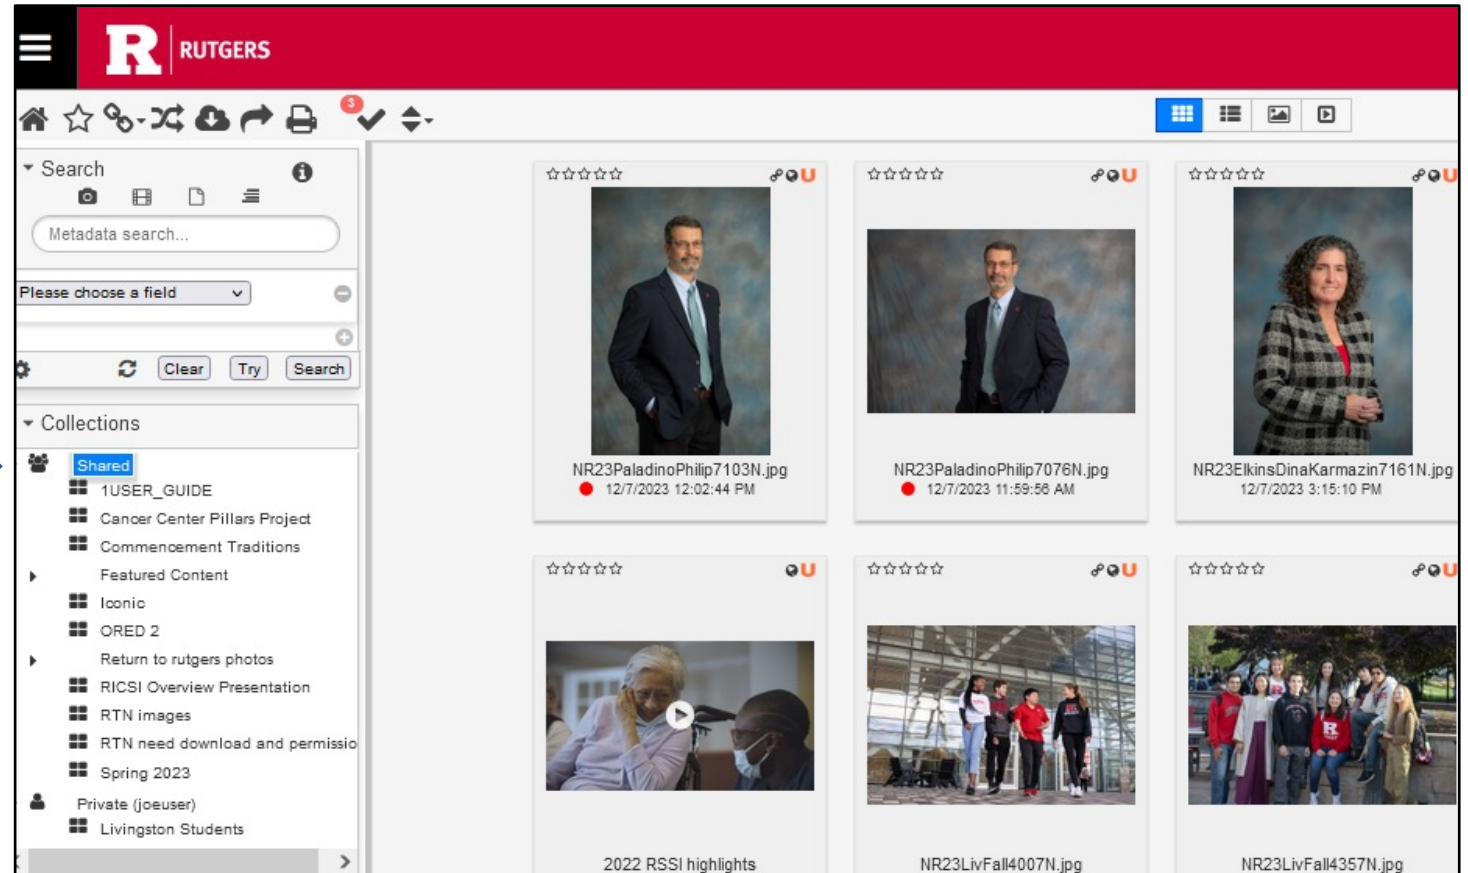 R RUTGERS
3
Search
Metadata search...
Please choose a field
Clear Try Search
Collections
Shared
1USER_GUIDE
Cancer Center Pillars Project
Commencement Traditions
Featured Content
Iconic
ORED 2
Return to rutgers photos
RICSI Overview Presentation
RTN images
RTN need download and permissio
Spring 2023
Private (joeuser)
Livingston Students
U
NR23PaladinoPhilip7103N.jpg
12/7/2023 12:02:44 PM
U
NR23PaladinoPhilip7076N.jpg
12/7/2023 11:59:56 AM
U
NR23ElkinsDinaKarmazin7161N.jpg
12/7/2023 3:15:10 PM
U
2022 RSSI highlights
U
NR23LivFall4007N.jpg
U
R
NR23LivFall4357N.jpg